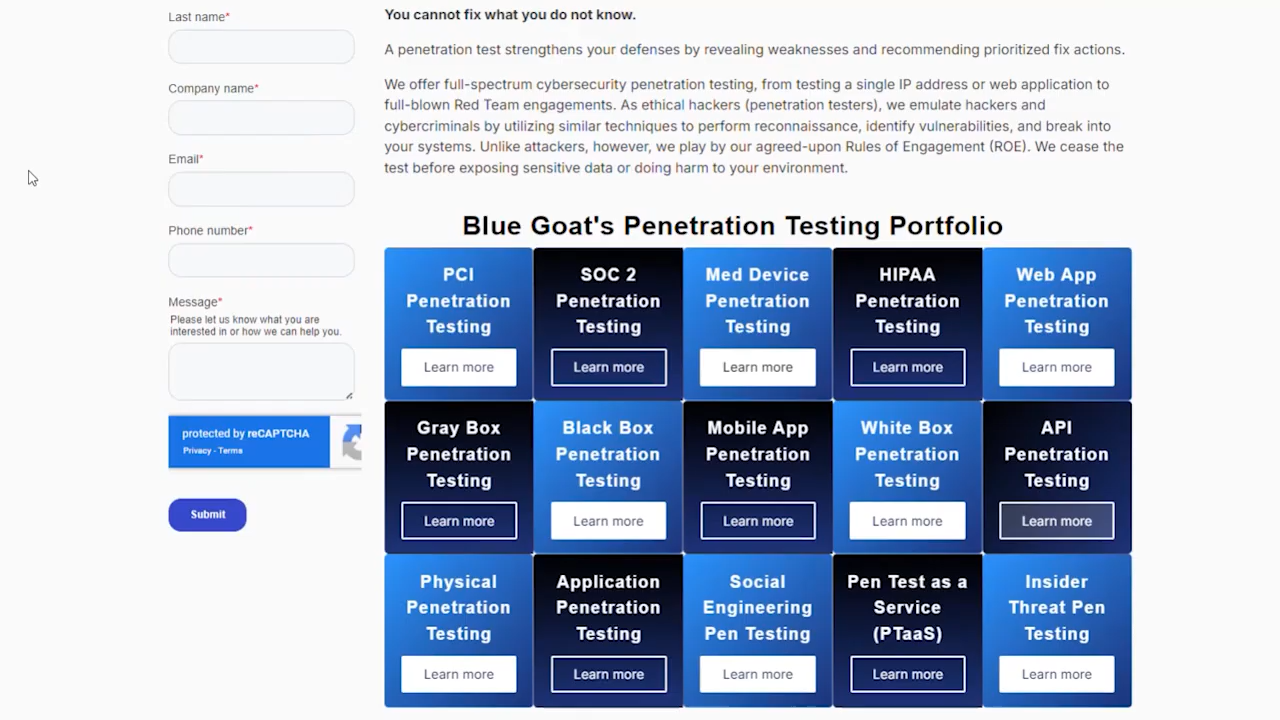 Last name*
Company name*
Email*
Phone number*
Message*
Please let us know what you are
interested in or how we can help you.
protected by reCAPTCHA
Privacy - Terms
Submit
You cannot fix what you do not know.
A penetration test strengthens your defenses by revealing weaknesses and recommending prioritized fix actions.
We offer full-spectrum cybersecurity penetration testing, from testing a single IP address or web application to
full-blown Red Team engagements. As ethical hackers (penetration testers), we emulate hackers and
cybercriminals by utilizing similar techniques to perform reconnaissance, identify vulnerabilities, and break into
your systems. Unlike attackers, however, we play by our agreed-upon Rules of Engagement (ROE). We cease the
test before exposing sensitive data or doing harm to your environment.
Blue Goat's Penetration Testing Portfolio
PCI
Penetration
Testing
Learn more
SOC 2
Penetration
Testing
Learn more
Med Device
Penetration
Testing
Learn more
HIPAA
Penetration
Testing
Learn more
Web App
Penetration
Testing
Learn more
Gray Box
Penetration
Testing
Learn more
Black Box
Penetration
Testing
Learn more
Mobile App
Penetration
Testing
Learn more
White Box
Penetration
Testing
Learn more
API
Penetration
Testing
Learn more
Physical
Penetration
Testing
Learn more
Application
Penetration
Testing
Learn more
Social
Engineering
Pen Testing
Learn more
Pen Test as a
Service
(PTaaS)
Learn more
Insider
Threat Pen
Testing
Learn more